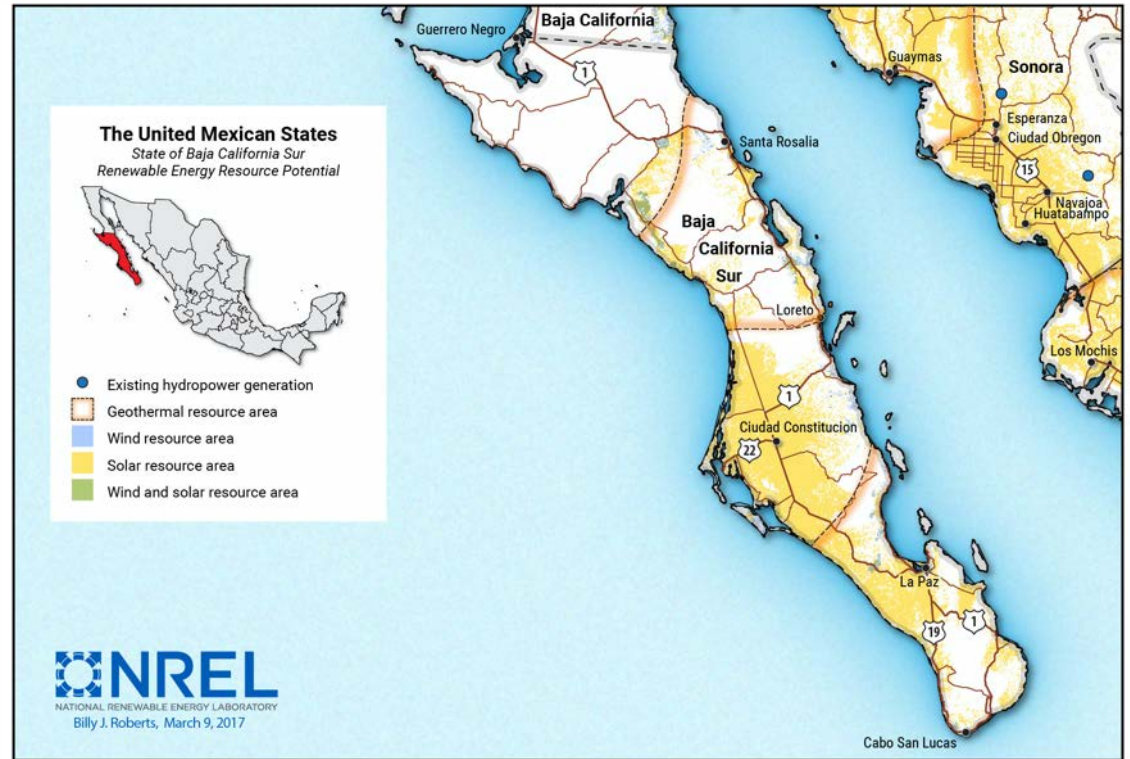 Baja California
Guerrero Negro
1
Guaymas
Sonora
Esperanza
Ciudad Obregon
15
Navajoa
Huatabampo
Los Mochis
Santa Rosalia
Baja
California
Sur
Loreto
1
Ciudad Constitucion
22
La Paz
19
1
Cabo San Lucas
The United Mexican States
State of Baja California Sur
Renewable Energy Resource Potential
Existing hydropower generation
Geothermal resource area
Wind resource area
Solar resource area
Wind and solar resource area
NREL
NATIONAL RENEWABLE ENERGY LABORATORY
Billy J. Roberts, March 9, 2017